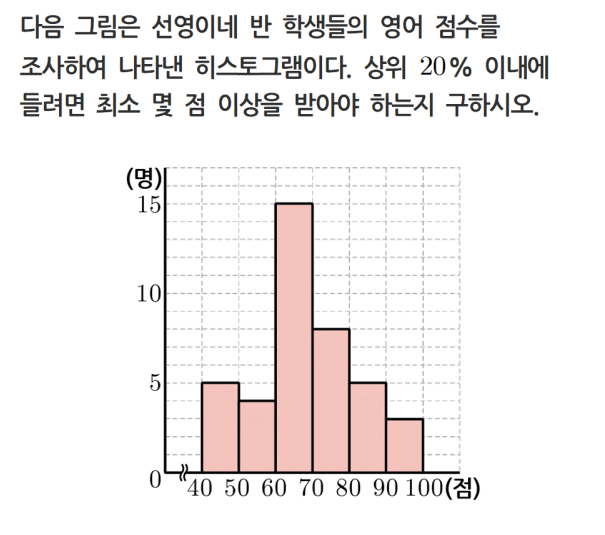 다음 그림은 선영이네 반 학생들의 영어 점수를
조사하여 나타낸 히스토그램이다. 상위 20% 이내에
들려면 최소 몇 점 이상을 받아야 하는지 구하시오.
(명)
15
10
5
0
40 50 60 70 80 90 100(점)